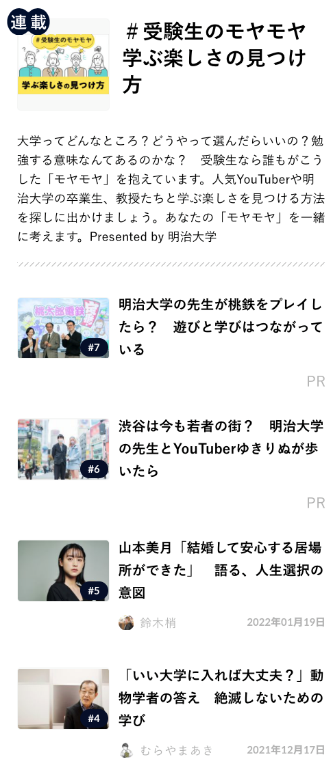 連載
#受験生のモヤモヤ
学ぶ楽しさの見つけ方
#受験生のモヤモヤ
学ぶ楽しさの見つけ
方
大学ってどんなところ？どうやって選んだらいいの？勉
強する意味なんてあるのかな？　受験生なら誰もがこう
した「モヤモヤ」を抱えています。人気YouTuberや明
治大学の卒業生、教授たちと学ぶ楽しさを見つける方法
を探しに出かけましょう。あなたの「モヤモヤ」を一緒
に考えます。Presented by 明治大学
明治大学の先生が桃鉄をプレイし
たら？　遊びと学びはつながって
いる
#7
PR
渋谷は今も若者の街？　明治大学
の先生とYouTuberゆきりぬが歩
いたら
#6
PR
山本美月「結婚して安心する居場
所ができた」　語る、人生選択の
意図
#5
鈴木梢
2022年01月19日
「いい大学に入れば大丈夫？」動
物学者の答え　絶滅しないための
学び
#4
むらやまあき
2021年12月17日